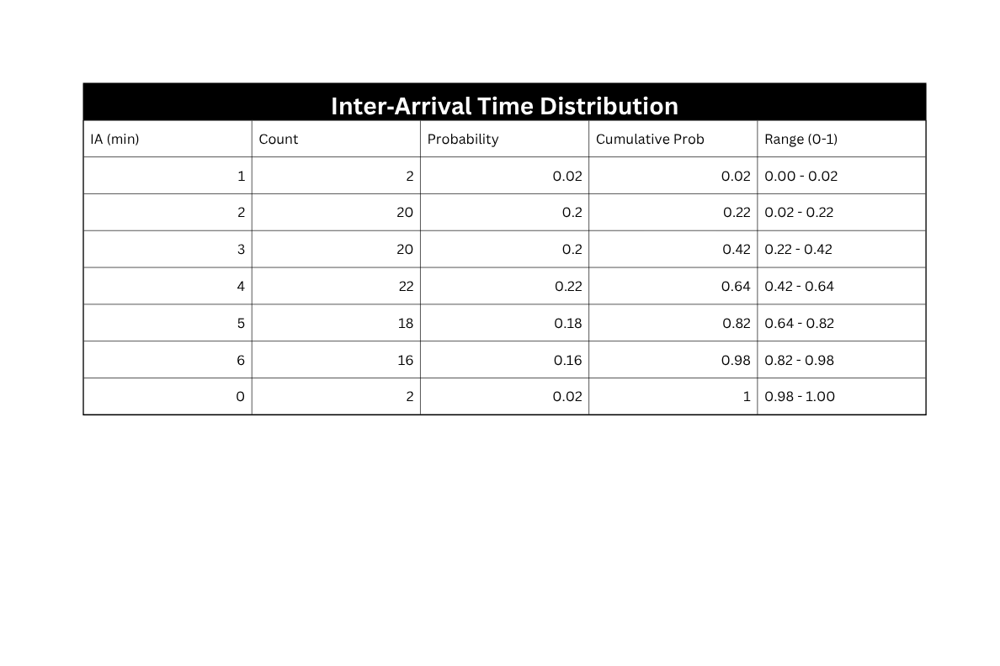 Inter-Arrival Time Distribution
IA (min) Count Probability Cumulative Prob Range (0-1)
1 2 0.02 0.02 0.00 - 0.02
2 20 0.2 0.22 0.02 - 0.22
3 20 0.2 0.42 0.22 - 0.42
4 22 0.22 0.64 0.42 - 0.64
5 18 0.18 0.82 0.64 - 0.82
6 16 0.16 0.98 0.82 - 0.98
0 2 0.02 1 0.98 - 1.00